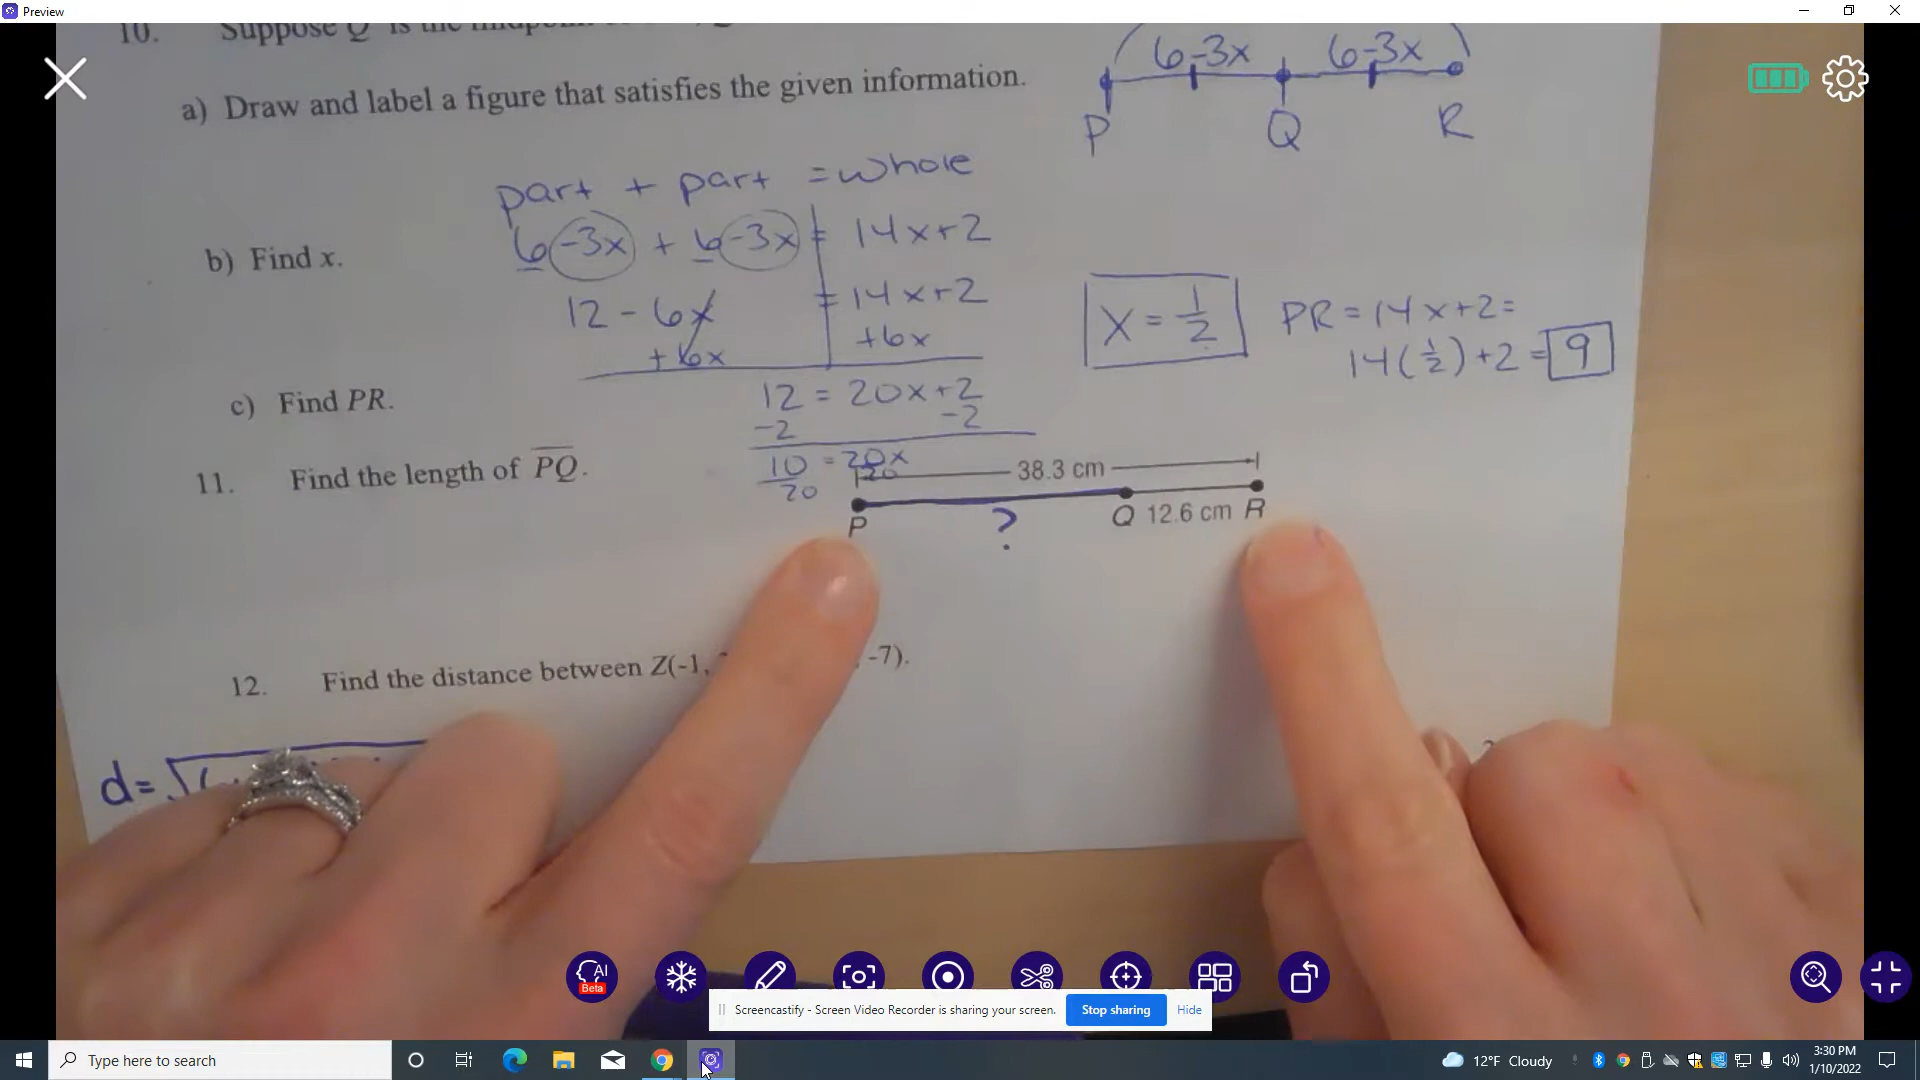 Preview
10. Suppose Q is the midpoint
a) Draw and label a figure that satisfies the given information.
6-3x 6-3x
P Q R
part + part = whole
b) Find x.
6-3x + 6-3x = 14x+2
12 - 6x = 14x+2
+6x +6x
12 = 20x+2
-2 -2
10 = 20x
20 20
X = 1/2
PR = 14x+2 =
14(1/2)+2 = 9
c) Find PR.
11. Find the length of PQ.
38.3 cm
P ? Q 12.6 cm R
12. Find the distance between Z(-1, , -7).
d=√(
AI
Beta
Screencastify - Screen Video Recorder is sharing your screen.
Stop sharing
Hide
Type here to search
12°F Cloudy
3:30 PM
1/10/2022